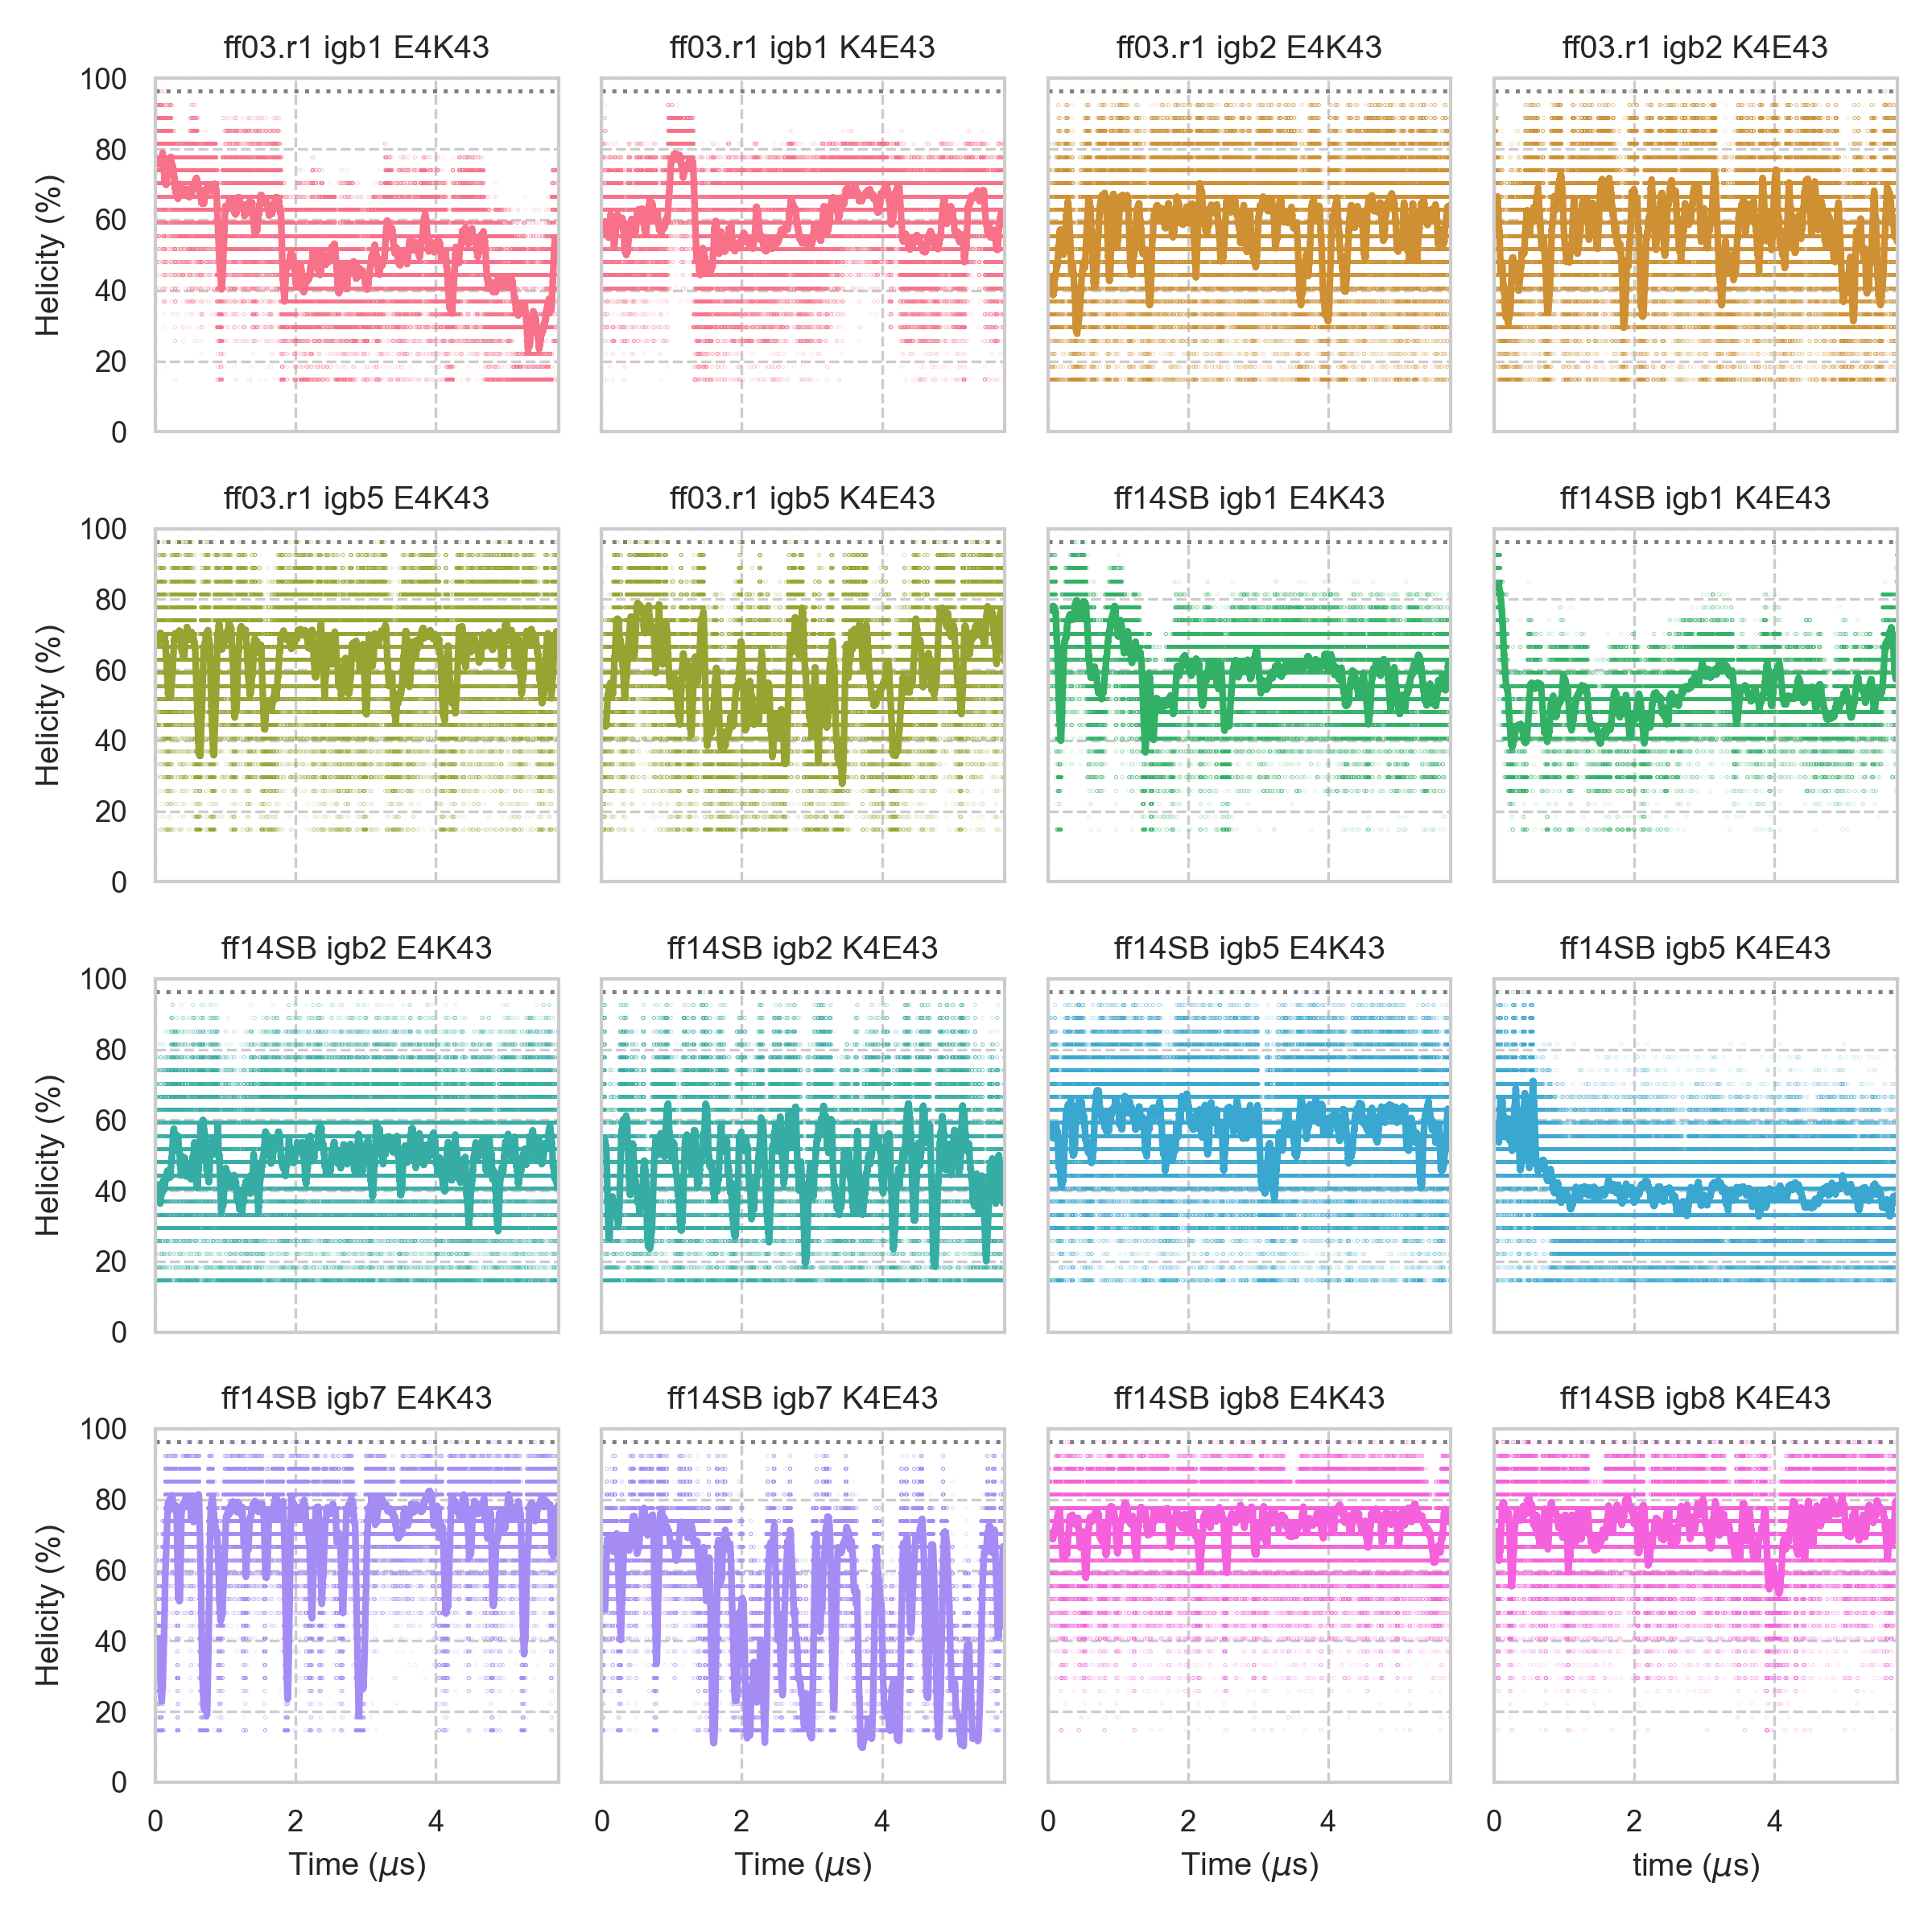 ff03.r1 igb1 E4K43
ff03.r1 igb1 K4E43
ff03.r1 igb2 E4K43
ff03.r1 igb2 K4E43
Helicity (%)
100
80
60
40
20
0
ff03.r1 igb5 E4K43
ff03.r1 igb5 K4E43
ff14SB igb1 E4K43
ff14SB igb1 K4E43
Helicity (%)
100
80
60
40
20
0
ff14SB igb2 E4K43
ff14SB igb2 K4E43
ff14SB igb5 E4K43
ff14SB igb5 K4E43
Helicity (%)
100
80
60
40
20
0
ff14SB igb7 E4K43
ff14SB igb7 K4E43
ff14SB igb8 E4K43
ff14SB igb8 K4E43
Helicity (%)
100
80
60
40
20
0
0 2 4
0 2 4
0 2 4
0 2 4
Time (μs)
Time (μs)
Time (μs)
time (μs)